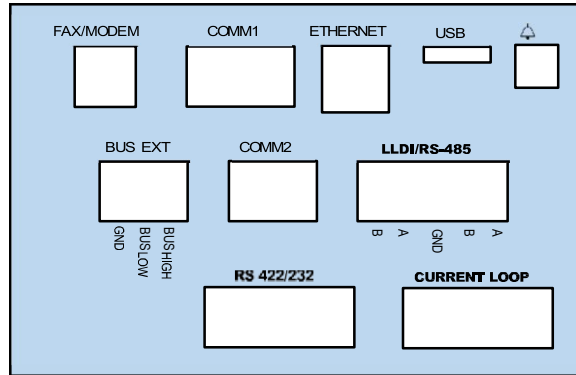 FAX/MODEM COMM1 ETHERNET USB
BUS EXT COMM2 LLDI/RS-485
GND BUS LOW BUS HIGH B A GND B A
RS 422/232 CURRENT LOOP